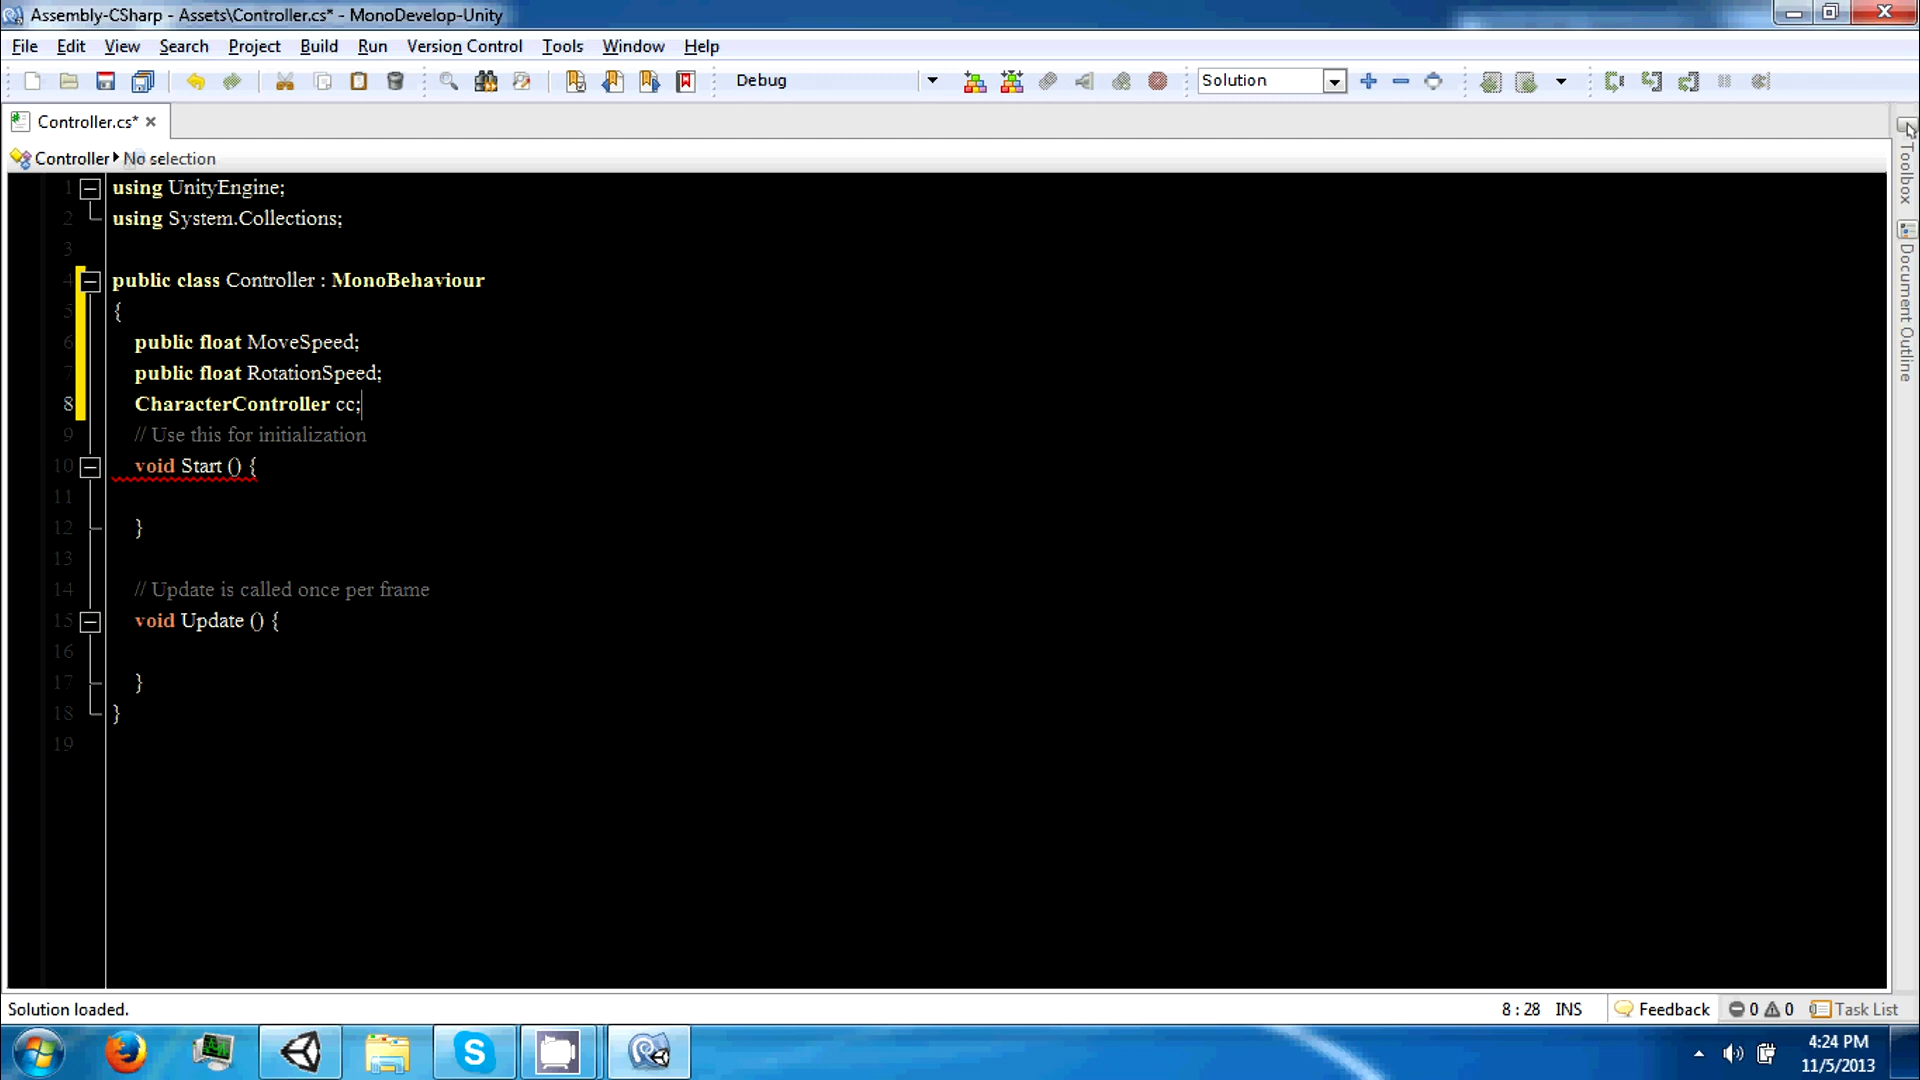 Assembly-CSharp - Assets\Controller.cs* - MonoDevelop-Unity
File Edit View Search Project Build Run Version Control Tools Window Help
Debug Solution
Controller.cs*
Controller No selection
1 using UnityEngine;
2 using System.Collections;
3
4 public class Controller : MonoBehaviour
5 {
6 public float MoveSpeed;
7 public float RotationSpeed;
8 CharacterController cc;
9 // Use this for initialization
10 void Start () {
11
12 }
13
14 // Update is called once per frame
15 void Update () {
16
17 }
18 }
19
Toolbox
Document Outline
Solution loaded. 8 : 28 INS Feedback 0 0 Task List
4:24 PM
11/5/2013